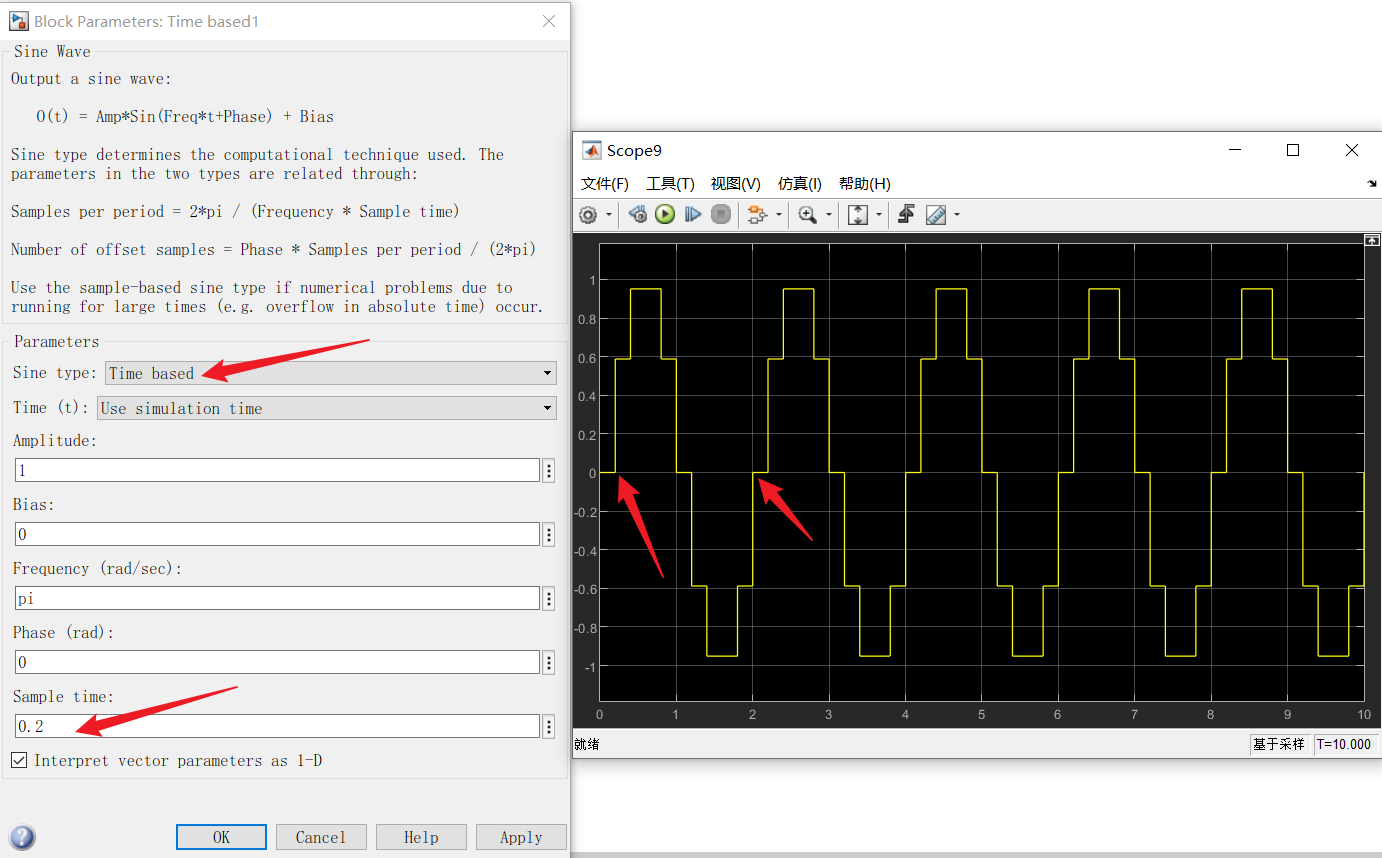 Block Parameters: Time based1
Sine Wave
Output a sine wave:
O(t) = Amp*Sin(Freq*t+Phase) + Bias
Sine type determines the computational technique used. The
parameters in the two types are related through:
Samples per period = 2*pi / (Frequency * Sample time)
Number of offset samples = Phase * Samples per period / (2*pi)
Use the sample-based sine type if numerical problems due to
running for large times (e.g. overflow in absolute time) occur.
Parameters
Sine type: Time based
Time (t): Use simulation time
Amplitude:
1
Bias:
0
Frequency (rad/sec):
pi
Phase (rad):
0
Sample time:
0.2
Interpret vector parameters as 1-D
OK Cancel Help Apply
Scope9
文件(F) 工具(T) 视图(V) 仿真(I) 帮助(H)
1
0.8
0.6
0.4
0.2
0
-0.2
-0.4
-0.6
-0.8
-1
0 1 2 3 4 5 6 7 8 9 10
就绪 基于采样 T=10.000